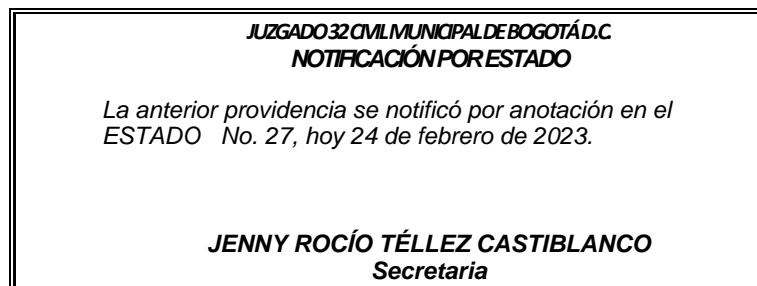 JUZGADO 32 CIVIL MUNICIPAL DE BOGOTÁ D.C.
NOTIFICACIÓN POR ESTADO
La anterior providencia se notificó por anotación en el
ESTADO No. 27, hoy 24 de febrero de 2023.
JENNY ROCÍO TÉLLEZ CASTIBLANCO
Secretaria